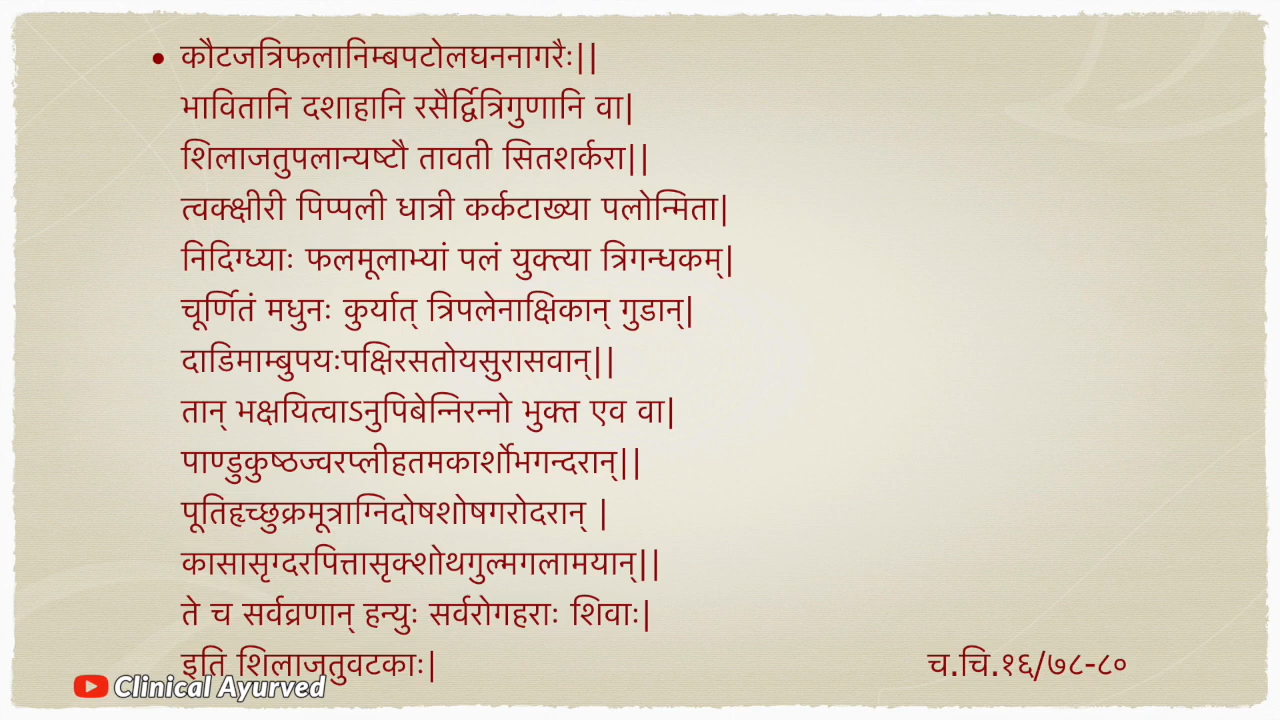 • कौटजत्रिफलानिम्बपटोलघननागरैः||
भावितानि दशाहानि रसैर्द्वित्रिगुणानि वा|
शिलाजतुपलान्यष्टौ तावती सितशर्करा||
त्वक्क्षीरी पिप्पली धात्री कर्कटाख्या पलोन्मिता|
निदिग्ध्याः फलमूलाभ्यां पलं युक्त्या त्रिगन्धकम्|
चूर्णितं मधुनः कुर्यात् त्रिपलेनाक्षिकान् गुडान्|
दाडिमाम्बुपयःपक्षिरसतोयसुरासवान्||
तान् भक्षयित्वाऽनुपिबेन्निरन्नो भुक्त एव वा|
पाण्डुकुष्ठज्वरप्लीहतमकार्शोभगन्दरान्||
पूतिहृच्छुक्रमूत्राग्निदोषशोषगरोदरान् |
कासासृग्दरपित्तासृक्शोथगुल्मगलामयान्||
ते च सर्वव्रणान् हन्युः सर्वरोगहराः शिवाः|
इति शिलाजतुवटकाः| च.चि.१६/७८-८०
Clinical Ayurved